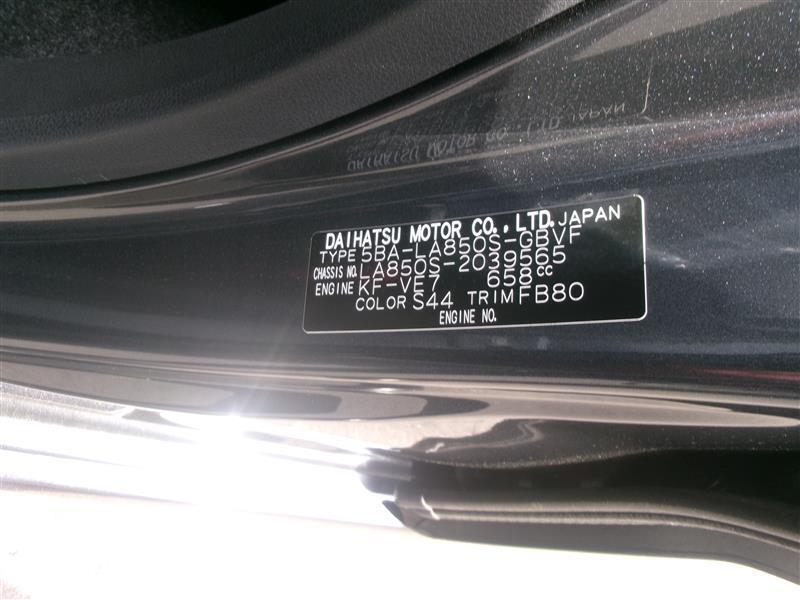 DAIHATSU MOTOR CO., LTD. JAPAN
TYPE 5BA-LA850S-GBVF
CHASSIS NO. LA850S-2039565
ENGINE KF-VE7 658cc
COLOR S44 TRIM FB80
ENGINE NO.